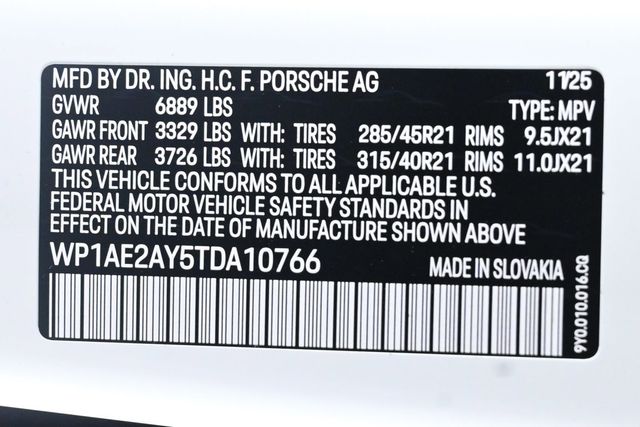 MFD BY DR. ING. H.C. F. PORSCHE AG 11/25
GVWR 6889 LBS TYPE: MPV
GAWR FRONT 3329 LBS WITH: TIRES 285/45R21 RIMS 9.5JX21
GAWR REAR 3726 LBS WITH: TIRES 315/40R21 RIMS 11.0JX21
THIS VEHICLE CONFORMS TO ALL APPLICABLE U.S.
FEDERAL MOTOR VEHICLE SAFETY STANDARDS IN
EFFECT ON THE DATE OF MANUFACTURE SHOWN ABOVE
WP1AE2AY5TDA10766 MADE IN SLOVAKIA
9Y0.010.016.CQ